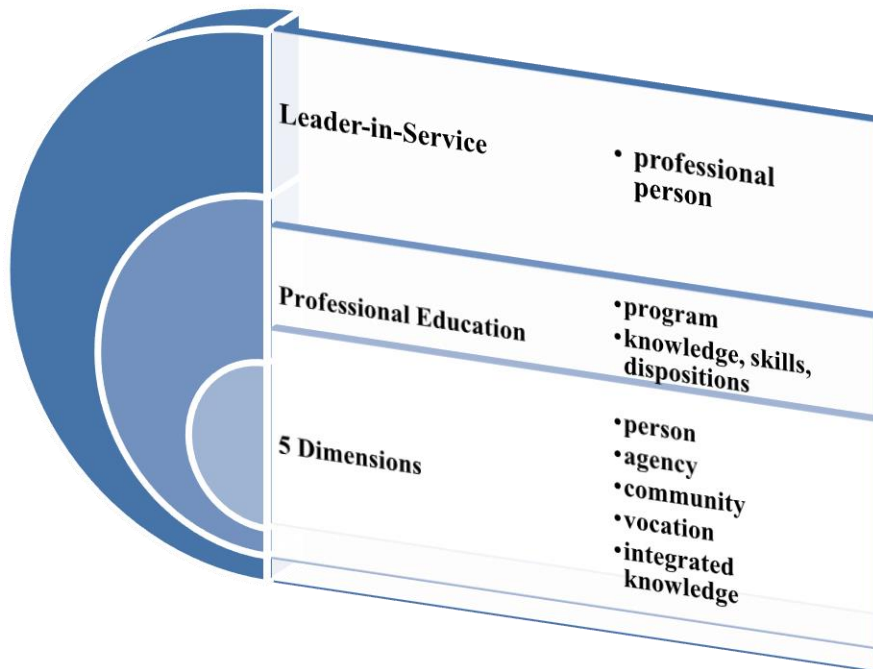 Leader-in-Service
• professional
person
Professional Education
•program
•knowledge, skills,
dispositions
5 Dimensions
•person
•agency
•community
•vocation
•integrated
knowledge